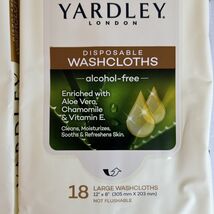 YARDLEY
LONDON
DISPOSABLE
WASHCLOTHS
alcohol-free
Enriched with
Aloe Vera,
Chamomile
& Vitamin E.
Cleans, Moisturizes,
Soothes & Refreshens Skin.
18 LARGE WASHCLOTHS
12" x 8" (305 mm X 203 mm)
NOT FLUSHABLE